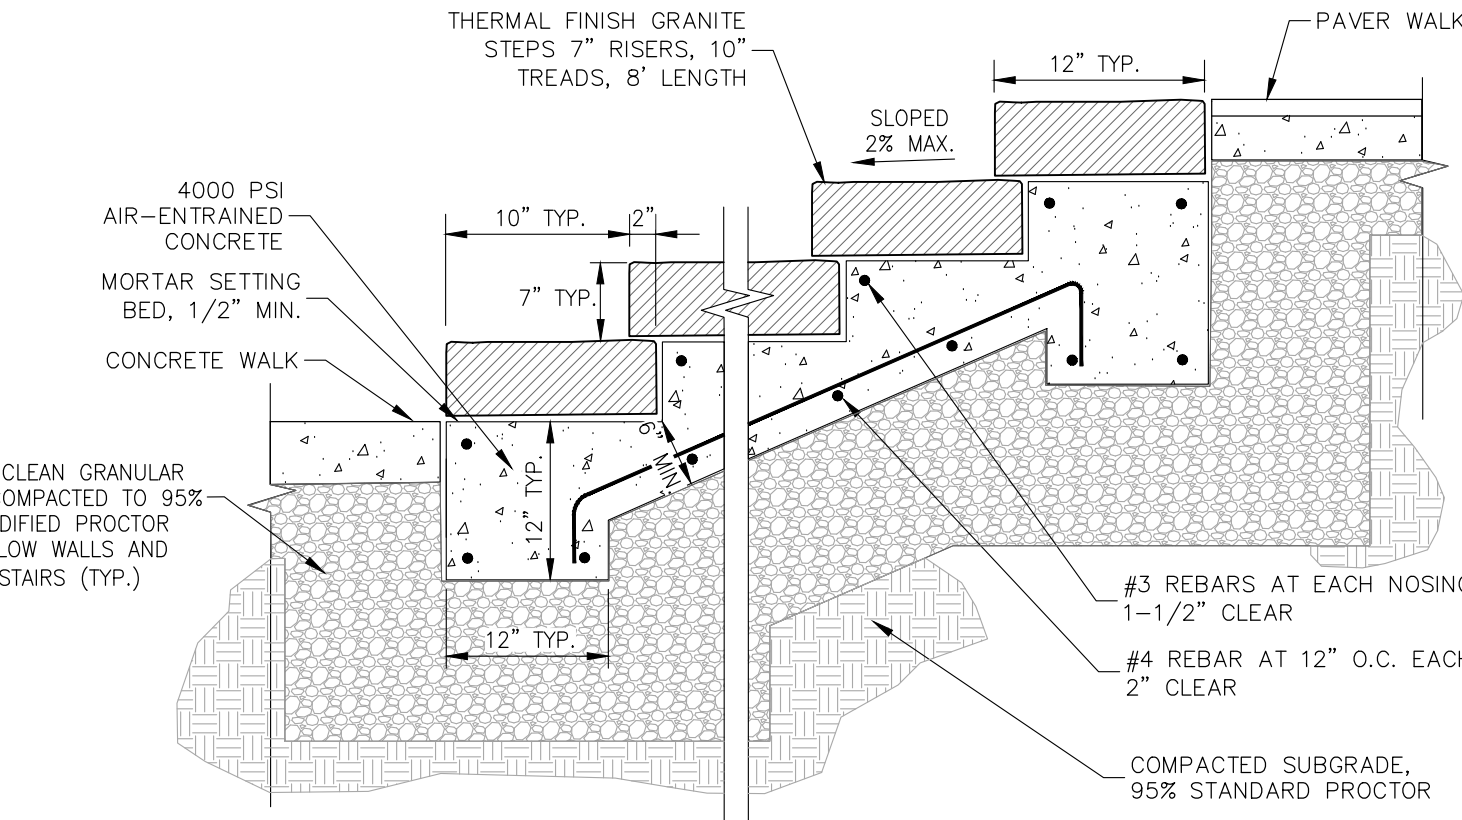 THERMAL FINISH GRANITE
STEPS 7” RISERS, 10”
TREADS, 8’ LENGTH
PAVER WALK
12” TYP.
SLOPED
2% MAX.
4000 PSI
AIR–ENTRAINED
CONCRETE
10” TYP.
2”
MORTAR SETTING
BED, 1/2” MIN.
7” TYP.
CONCRETE WALK
6” MIN.
12” TYP.
CLEAN GRANULAR
OMPACTED TO 95%
DIFIED PROCTOR
LOW WALLS AND
STAIRS (TYP.)
12” TYP.
#3 REBARS AT EACH NOSING
1–1/2” CLEAR
#4 REBAR AT 12” O.C. EACH
2” CLEAR
COMPACTED SUBGRADE,
95% STANDARD PROCTOR